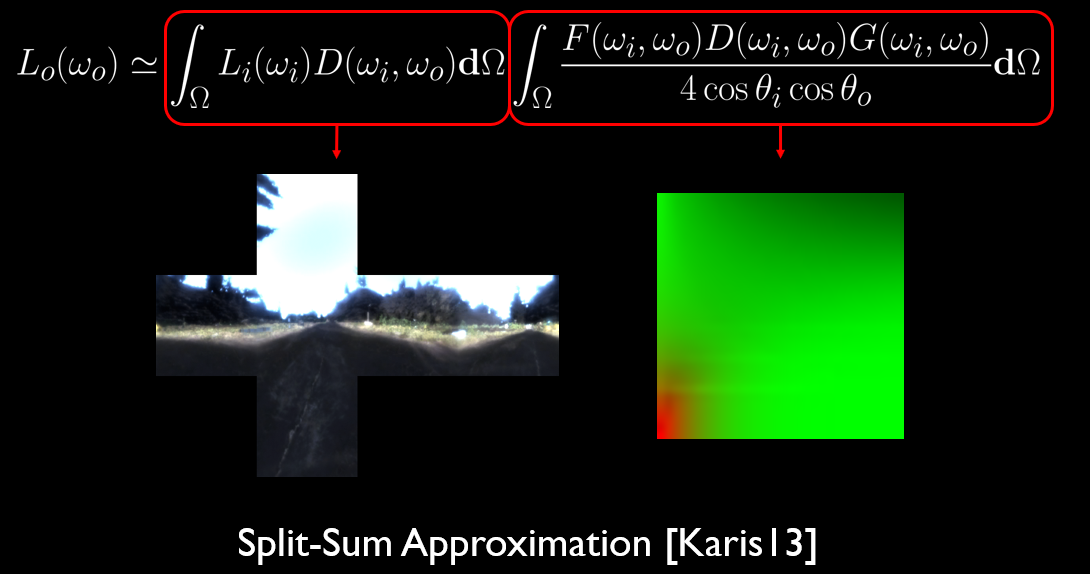 L_o(ω_o) ≃ ∫_Ω L_i(ω_i)D(ω_i, ω_o)dΩ ∫_Ω F(ω_i, ω_o)D(ω_i, ω_o)G(ω_i, ω_o) / 4 cos θ_i cos θ_o dΩ
Split-Sum Approximation [Karis13]